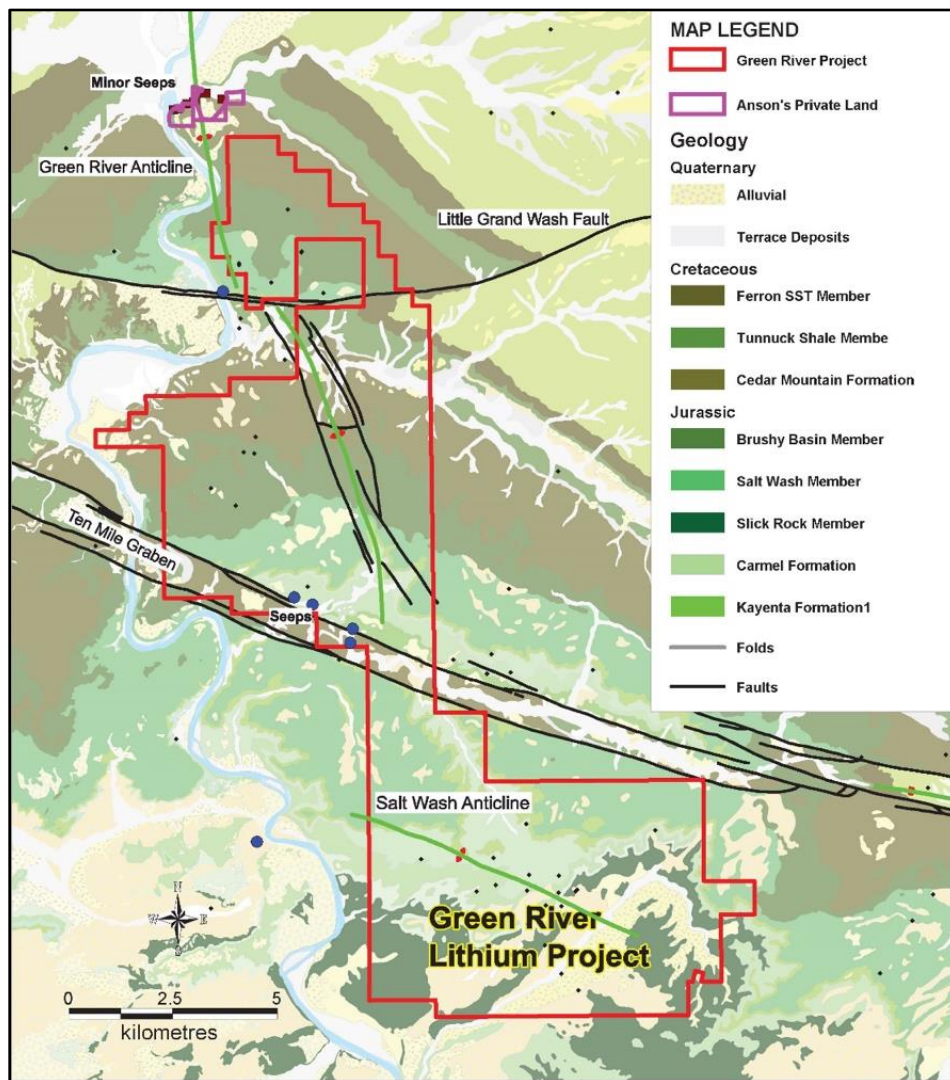 Minor Seeps
Green River Anticline
Little Grand Wash Fault
Ten Mile Graben
Seeps
Salt Wash Anticline
Green River
Lithium Project
N
W E
S
0 2.5 5
kilometres
MAP LEGEND
Green River Project
Anson's Private Land
Geology
Quaternary
Alluvial
Terrace Deposits
Cretaceous
Ferron SST Member
Tunnuck Shale Membe
Cedar Mountain Formation
Jurassic
Brushy Basin Member
Salt Wash Member
Slick Rock Member
Carmel Formation
Kayenta Formation1
Folds
Faults